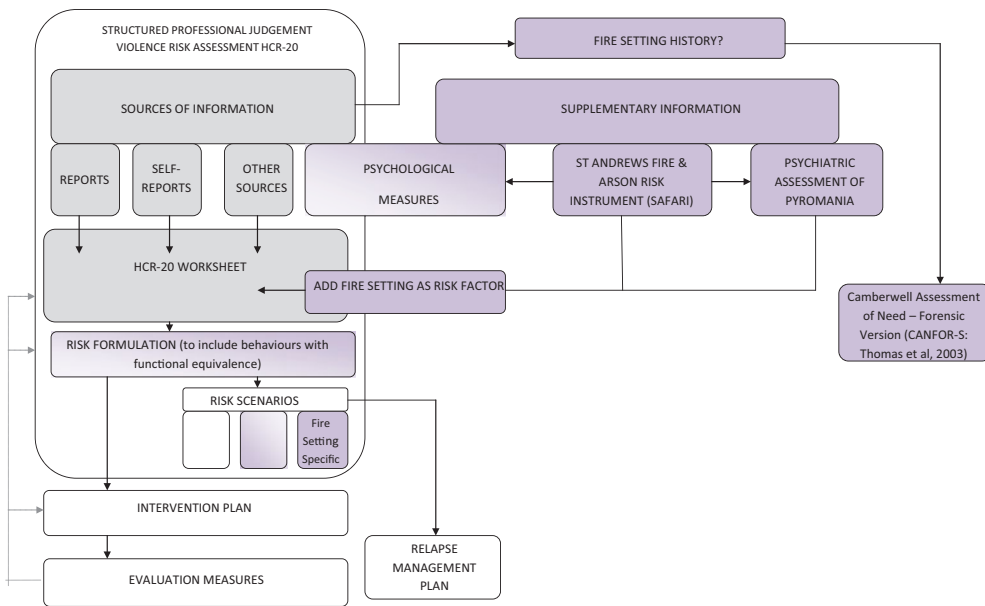 STRUCTURED PROFESSIONAL JUDGEMENT
VIOLENCE RISK ASSESSMENT HCR-20
FIRE SETTING HISTORY?
SOURCES OF INFORMATION
SUPPLEMENTARY INFORMATION
REPORTS
SELF-
REPORTS
OTHER
SOURCES
PSYCHOLOGICAL
MEASURES
ST ANDREWS FIRE &
ARSON RISK
INSTRUMENT (SAFARI)
PSYCHIATRIC
ASSESSMENT OF
PYROMANIA
HCR-20 WORKSHEET
ADD FIRE SETTING AS RISK FACTOR
Camberwell Assessment
of Need – Forensic
Version (CANFOR-S:
Thomas et al, 2003)
RISK FORMULATION (to include behaviours with
functional equivalence)
RISK SCENARIOS
Fire
Setting
Specific
INTERVENTION PLAN
RELAPSE
MANAGEMENT
PLAN
EVALUATION MEASURES